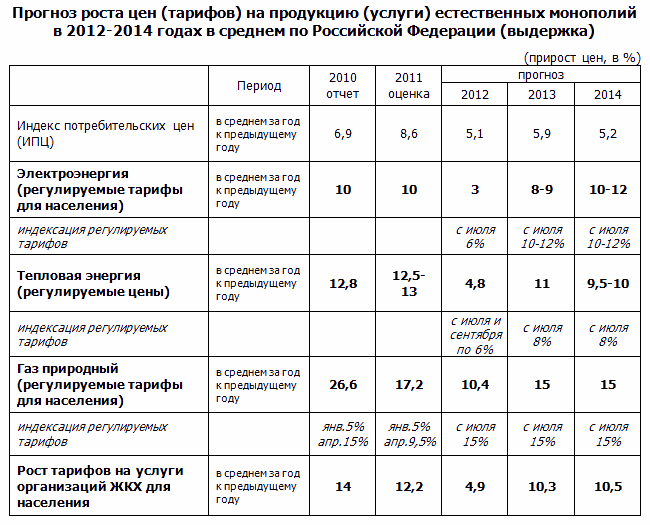 Прогноз роста цен (тарифов) на продукцию (услуги) естественных монополий
в 2012-2014 годах в среднем по Российской Федерации (выдержка)
(прирост цен, в %)
Период
2010
отчет
2011
оценка
прогноз
2012
2013
2014
Индекс потребительских цен
(ИПЦ)
в среднем за год
к предыдущему
году
6,9
8,6
5,1
5,9
5,2
Электроэнергия
(регулируемые тарифы
для населения)
в среднем за год
к предыдущему
году
10
10
3
8-9
10-12
индексация регулируемых
тарифов
с июля
6%
с июля
10-12%
с июля
10-12%
Тепловая энергия
(регулируемые цены)
в среднем за год
к предыдущему
году
12,8
12,5-
13
4,8
11
9,5-10
индексация регулируемых
тарифов
с июля и
сентября
по 6%
с июля
8%
с июля
8%
Газ природный
(регулируемые тарифы
для населения)
в среднем за год
к предыдущему
году
26,6
17,2
10,4
15
15
индексация регулируемых
тарифов
янв.5%
апр.15%
янв.5%
апр.9,5%
с июля
15%
с июля
15%
с июля
15%
Рост тарифов на услуги
организаций ЖКХ для
населения
в среднем за год
к предыдущему
году
14
12,2
4,9
10,3
10,5